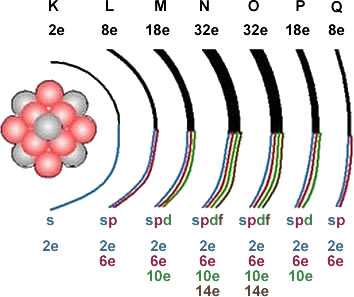 K L M N O P Q
2e 8e 18e 32e 32e 18e 8e
s sp spd spdf spdf spd sp
2e 2e 2e 2e 2e 2e 2e
6e 6e 6e 6e 6e 6e
10e 10e 10e 10e
14e 14e